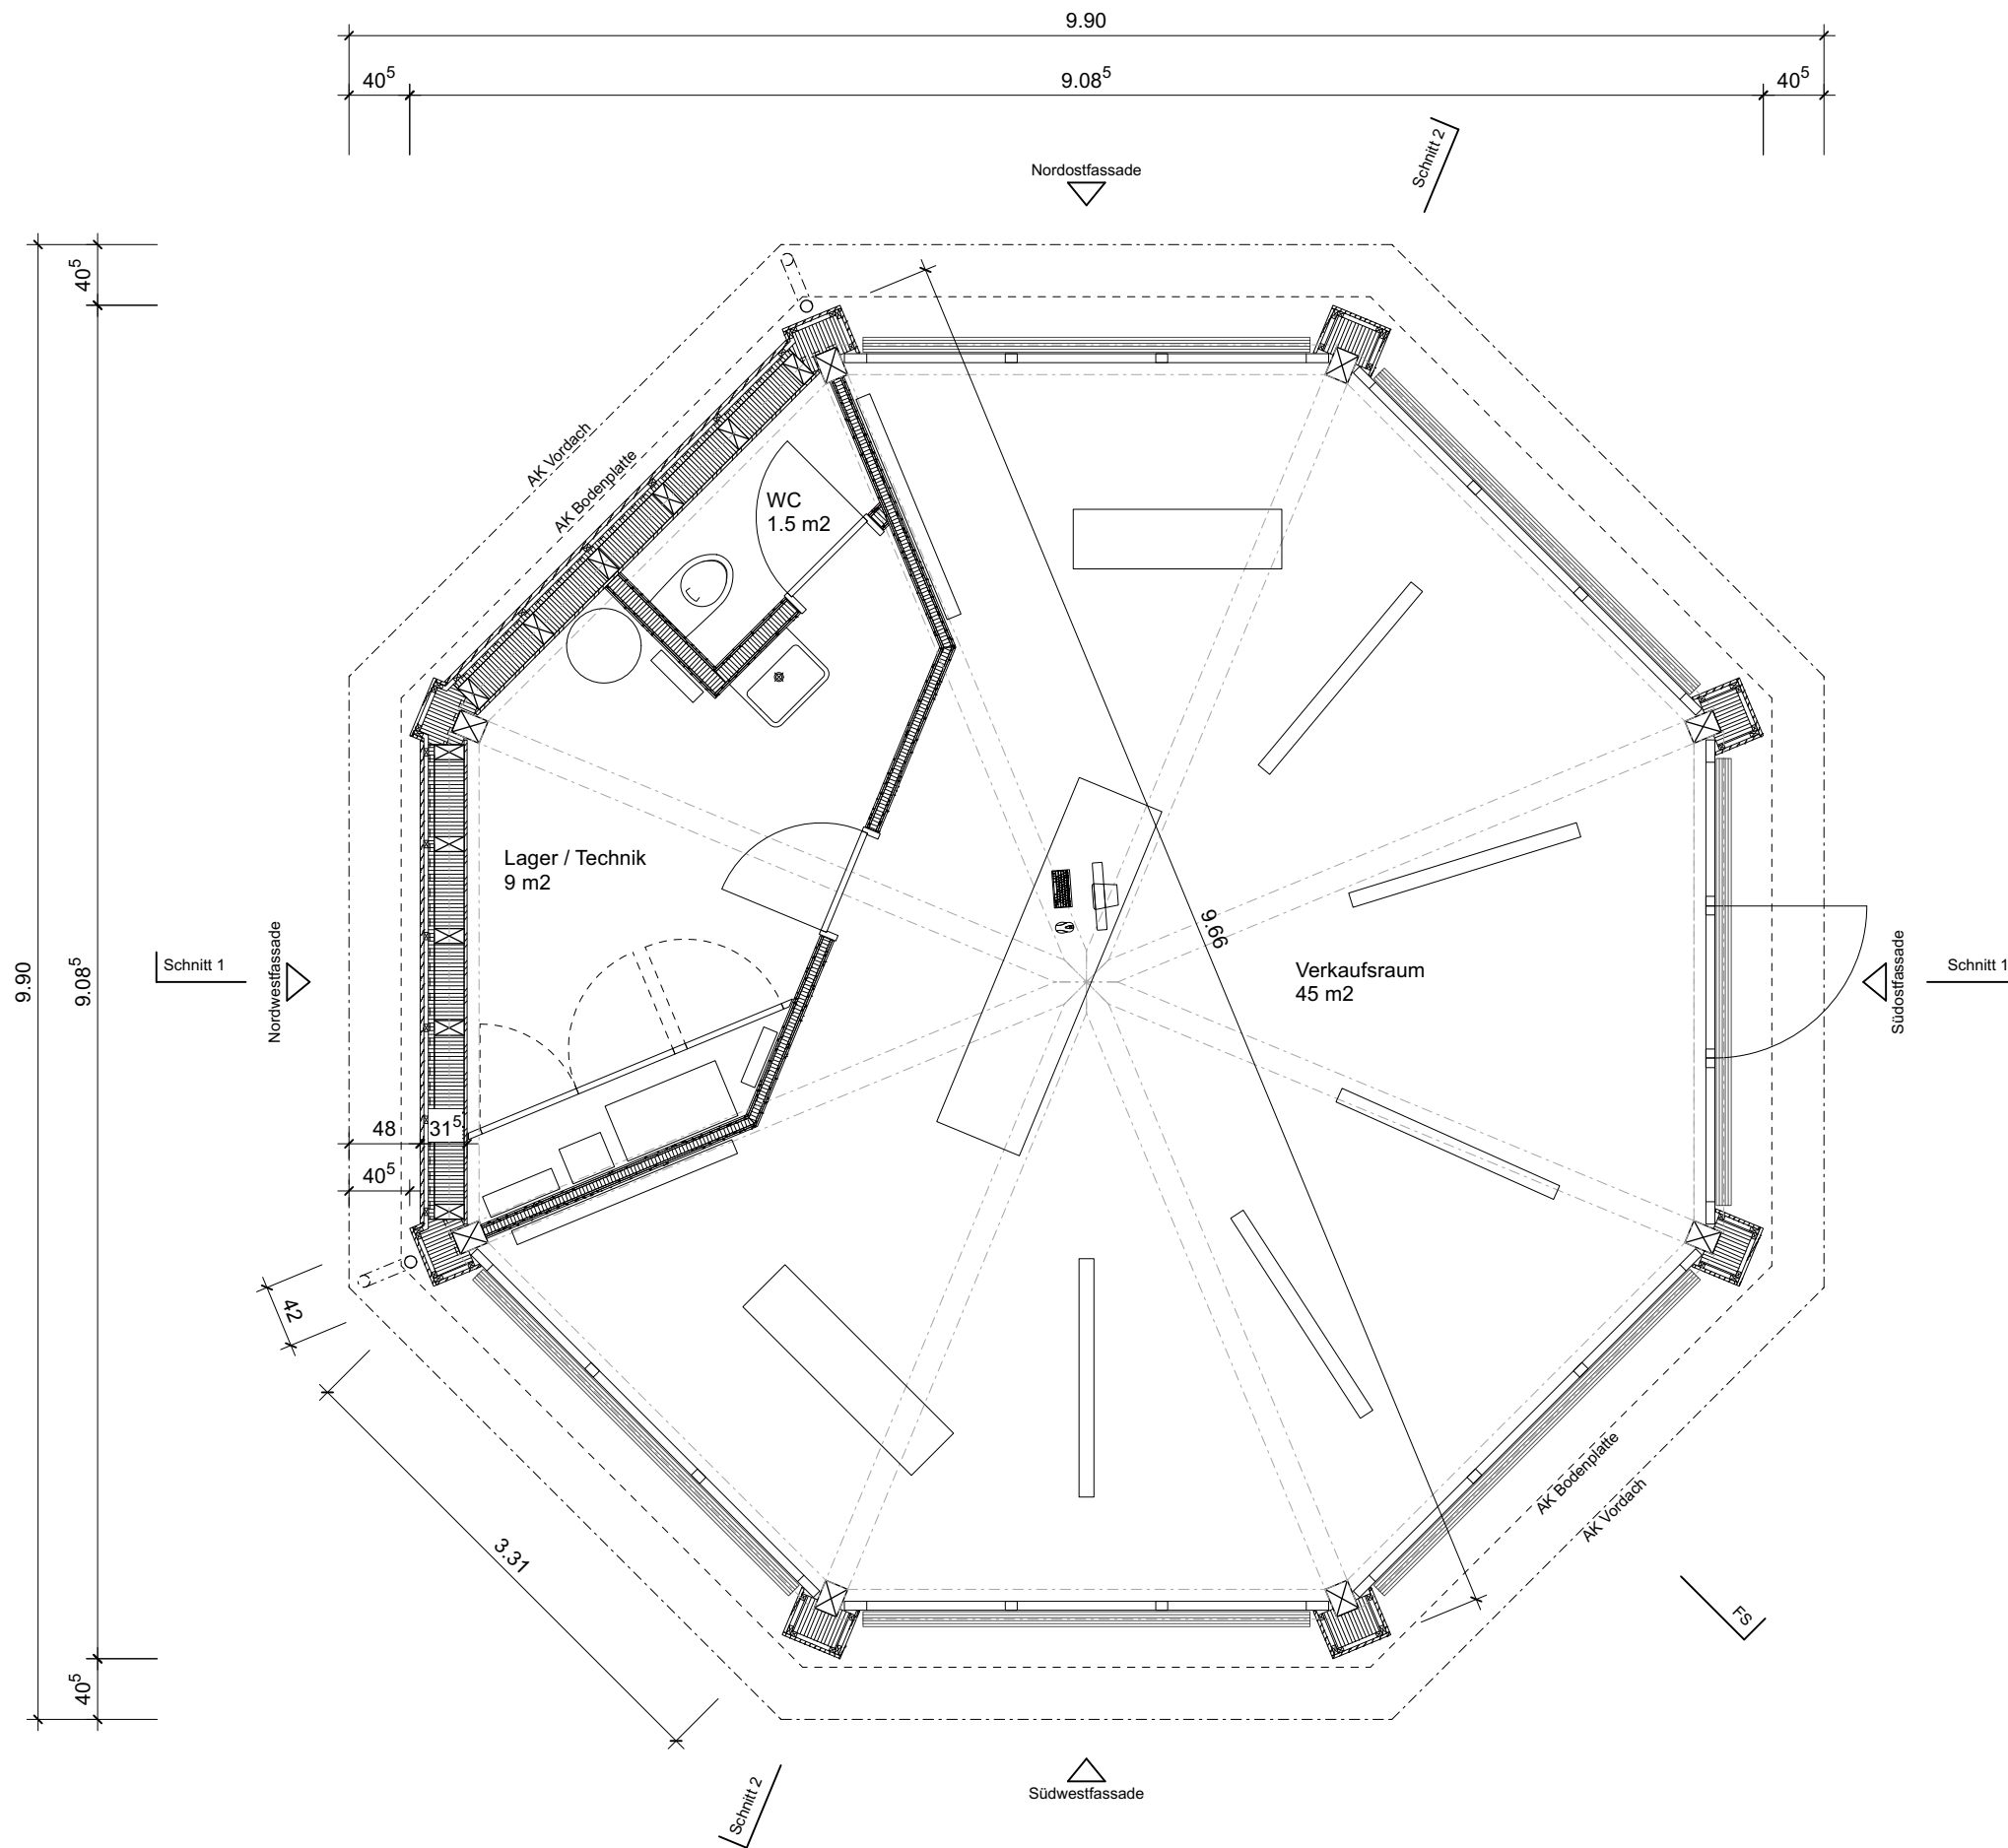 9.90
40⁵
9.08⁵
40⁵
Schnitt 2
Nordostfassade
40⁵
AK Vordach
AK Bodenplatte
WC
1.5 m2
Lager / Technik
9 m2
9.66
Verkaufsraum
45 m2
Schnitt 1
Nordwestfassade
Südostfassade
Schnitt 1
9.90
9.08⁵
48
31⁵
40⁵
42
3.31
AK Bodenplatte
AK Vordach
FS
40⁵
Schnitt 2
Südwestfassade